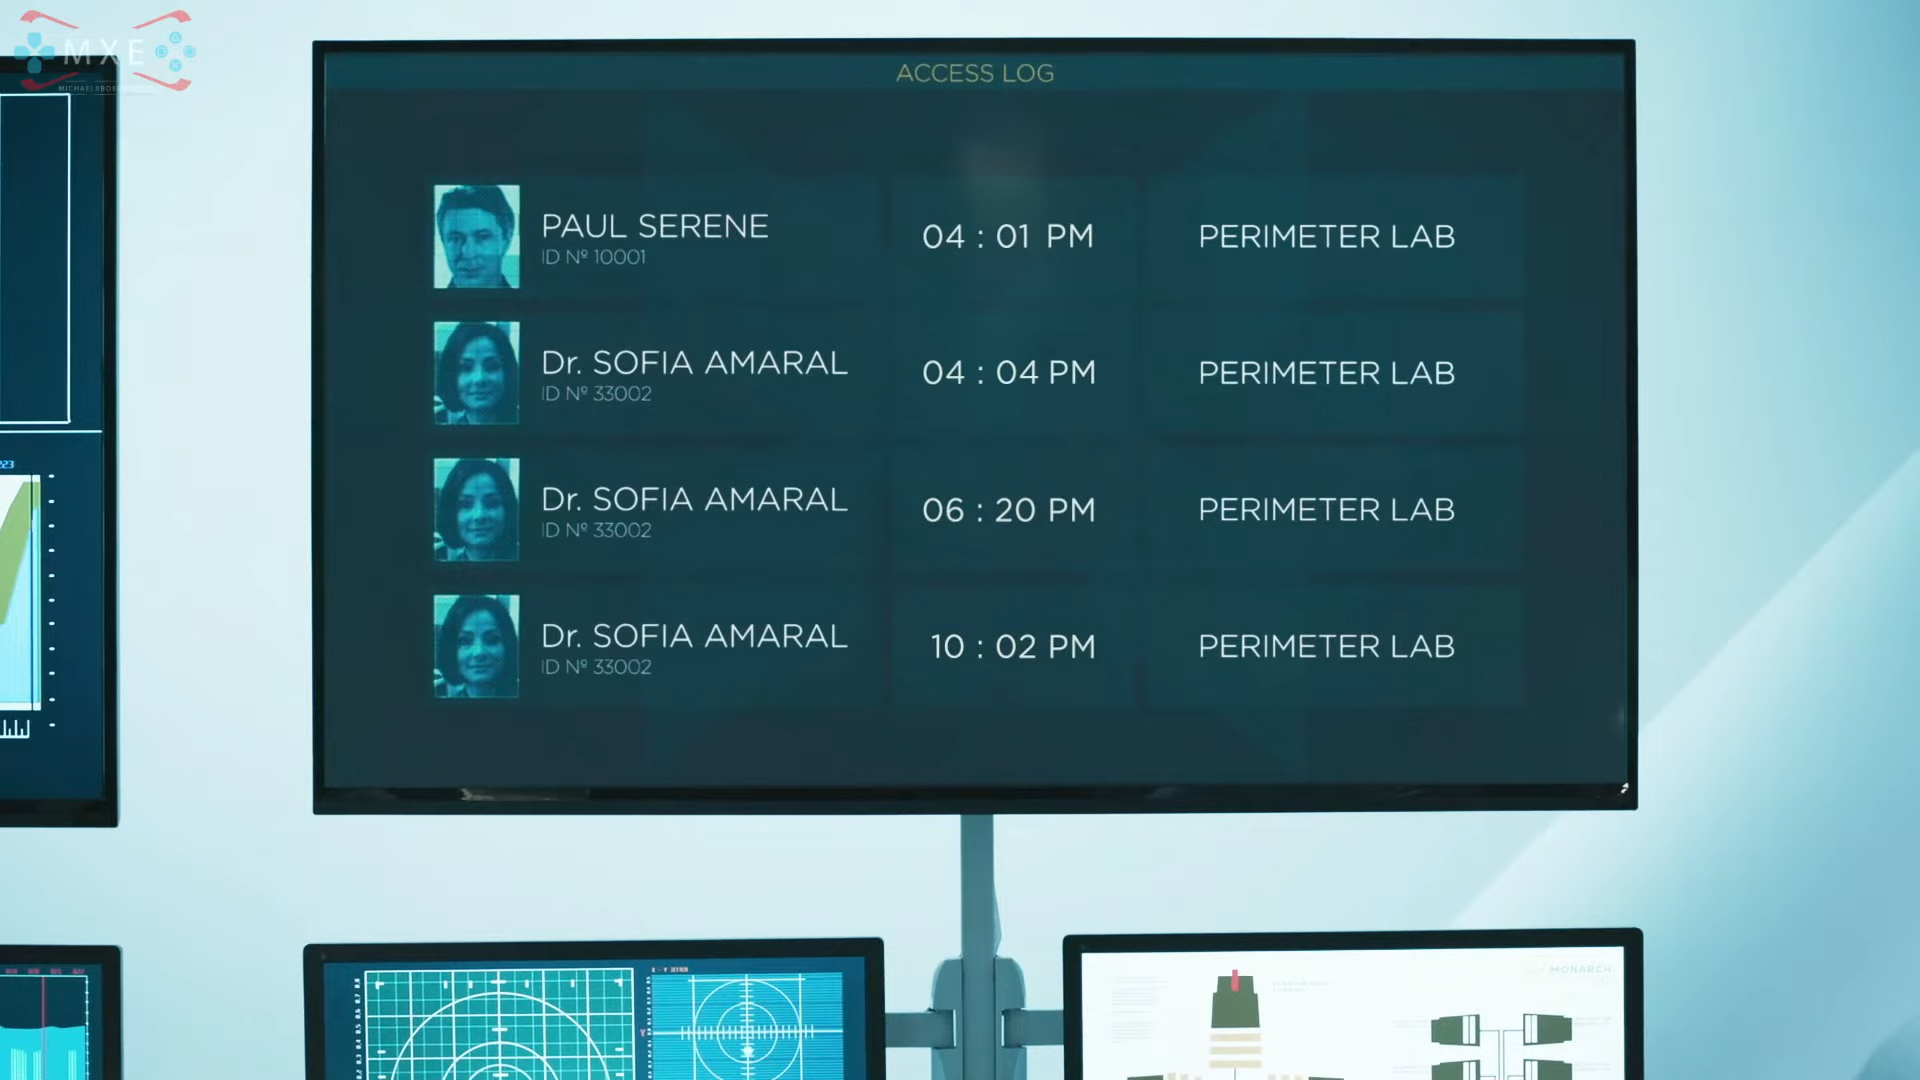 MXE
ACCESS LOG
PAUL SERENE
ID Nº 10001
04 : 01 PM
PERIMETER LAB
Dr. SOFIA AMARAL
ID Nº 33002
04 : 04 PM
PERIMETER LAB
Dr. SOFIA AMARAL
ID Nº 33002
06 : 20 PM
PERIMETER LAB
Dr. SOFIA AMARAL
ID Nº 33002
10 : 02 PM
PERIMETER LAB
MONARCH